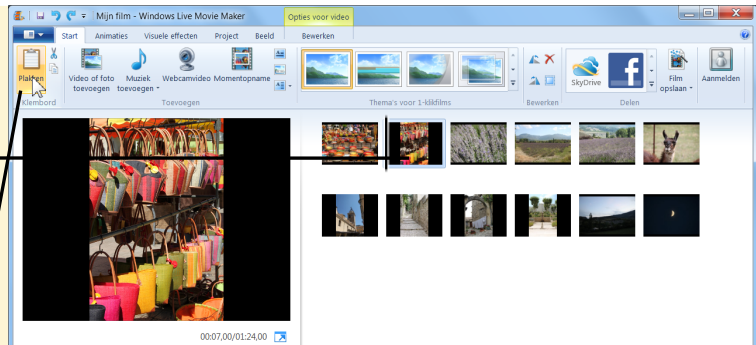 Mijn film - Windows Live Movie Maker
Opties voor video
Start Animaties Visuele effecten Project Beeld Bewerken
Plakken
Klembord
Video of foto
toevoegen
Muziek
toevoegen
Webcamvideo
Momentopname
Toevoegen
Thema's voor 1-klikfilms
Bewerken
SkyDrive
f
Delen
Film
opslaan
Aanmelden
00:07,00/01:24,00